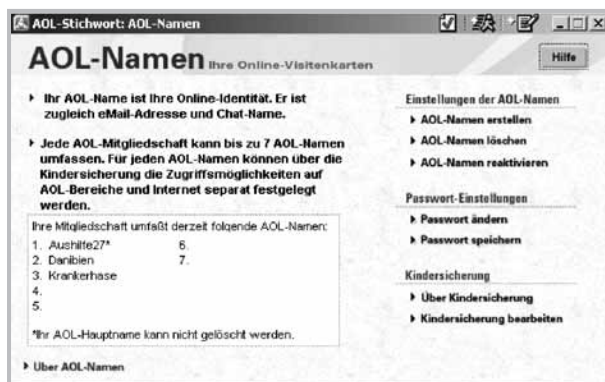 AOL-Stichwort: AOL-Namen
AOL-Namen Ihre Online-Visitenkarten
Hilfe
Ihr AOL-Name ist Ihre Online-Identität. Er ist
zugleich eMail-Adresse und Chat-Name.
Jede AOL-Mitgliedschaft kann bis zu 7 AOL-Namen
umfassen. Für jeden AOL-Namen können über die
Kindersicherung die Zugriffsmöglichkeiten auf
AOL-Bereiche und Internet separat festgelegt
werden.
Ihre Mitgliedschaft umfaßt derzeit folgende AOL-Namen:
1. Aushilfe27* 6.
2. Danibien 7.
3. Krankerhase
4.
5.
*Ihr AOL-Hauptname kann nicht gelöscht werden.
Über AOL-Namen
Einstellungen der AOL-Namen
AOL-Namen erstellen
AOL-Namen löschen
AOL-Namen reaktivieren
Passwort-Einstellungen
Passwort ändern
Passwort speichern
Kindersicherung
Über Kindersicherung
Kindersicherung bearbeiten